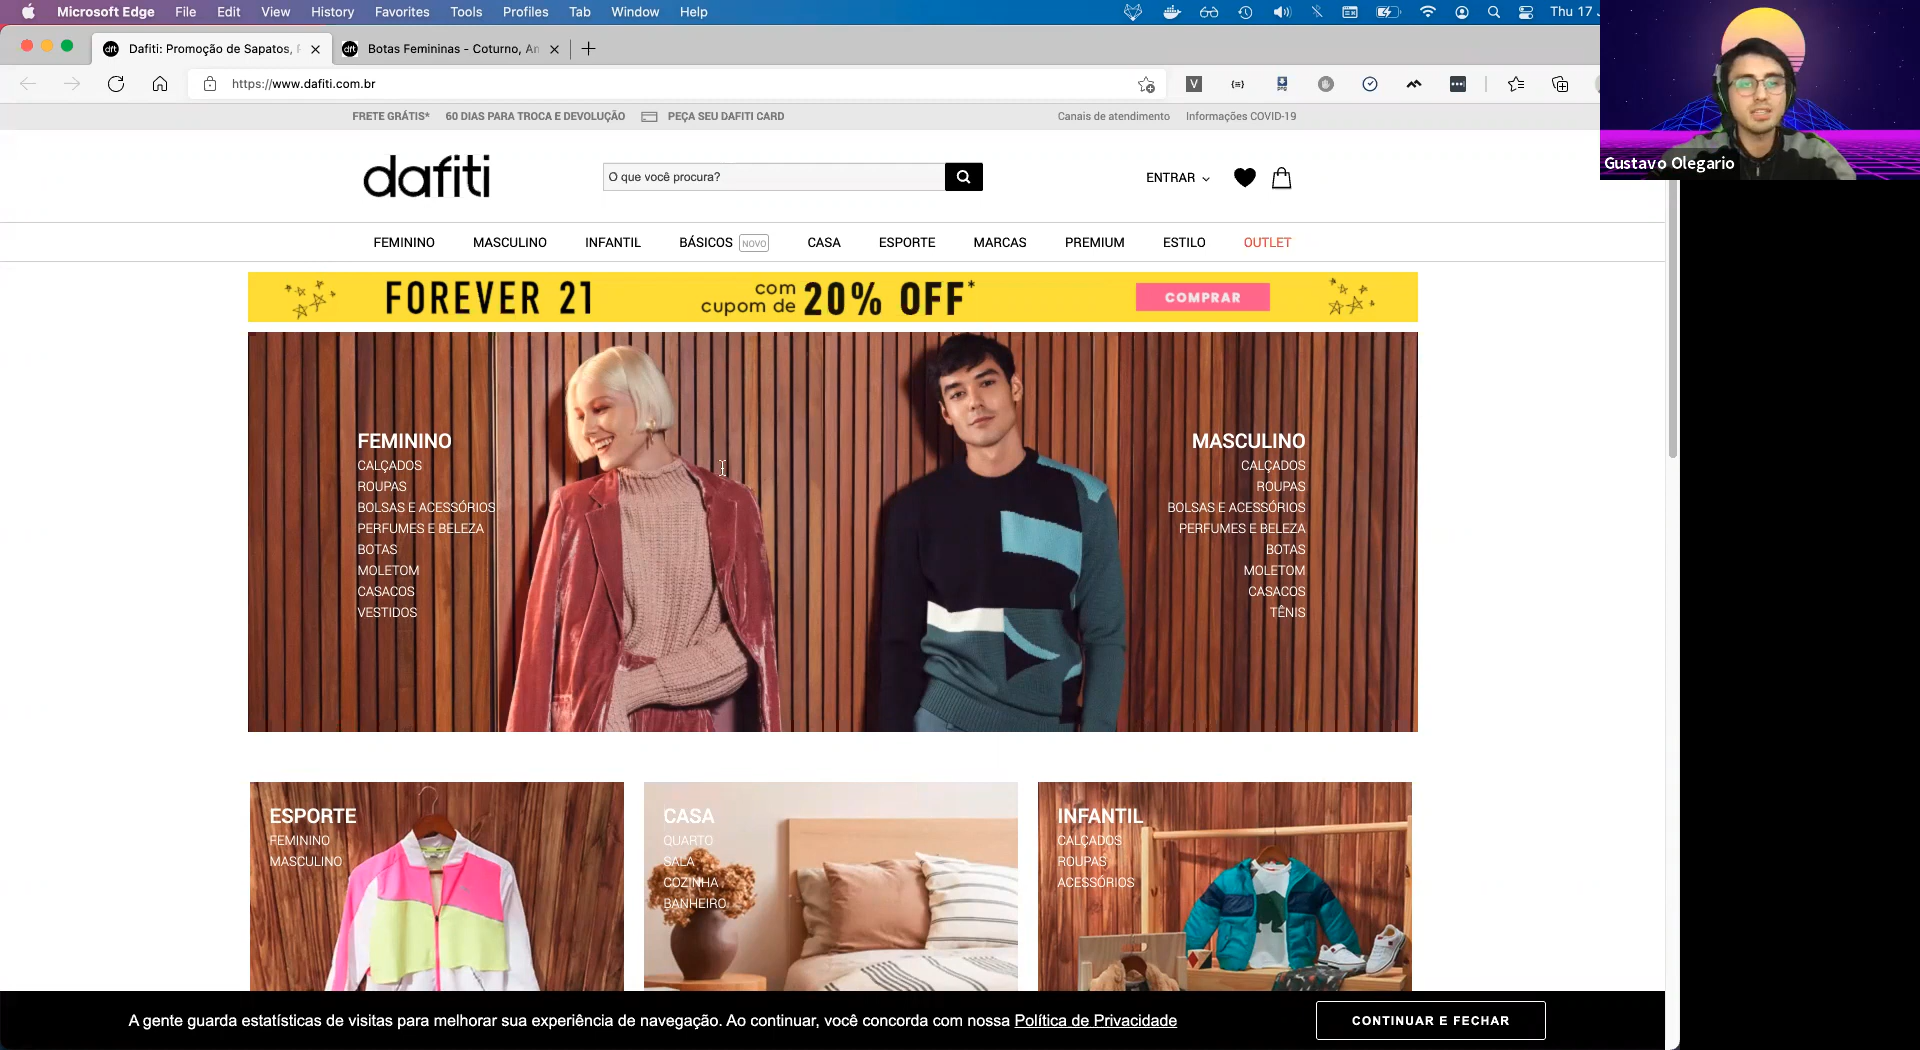 Microsoft Edge File Edit View History Favorites Tools Profiles Tab Window Help Thu 17
Dafiti: Promoção de Sapatos,
Botas Femininas - Coturno, An
https://www.dafiti.com.br
FRETE GRÁTIS* 60 DIAS PARA TROCA E DEVOLUÇÃO PEÇA SEU DAFITI CARD Canais de atendimento Informações COVID-19
Gustavo Olegario
dafiti
O que você procura?
ENTRAR
FEMININO MASCULINO INFANTIL BÁSICOS NOVO CASA ESPORTE MARCAS PREMIUM ESTILO OUTLET
FOREVER 21 com cupom de 20% OFF* COMPRAR
FEMININO
CALÇADOS
ROUPAS
BOLSAS E ACESSÓRIOS
PERFUMES E BELEZA
BOTAS
MOLETOM
CASACOS
VESTIDOS
MASCULINO
CALÇADOS
ROUPAS
BOLSAS E ACESSÓRIOS
PERFUMES E BELEZA
BOTAS
MOLETOM
CASACOS
TÊNIS
ESPORTE
FEMININO
MASCULINO
CASA
QUARTO
SALA
COZINHA
BANHEIRO
INFANTIL
CALÇADOS
ROUPAS
ACESSÓRIOS
A gente guarda estatísticas de visitas para melhorar sua experiência de navegação. Ao continuar, você concorda com nossa Política de Privacidade
CONTINUAR E FECHAR